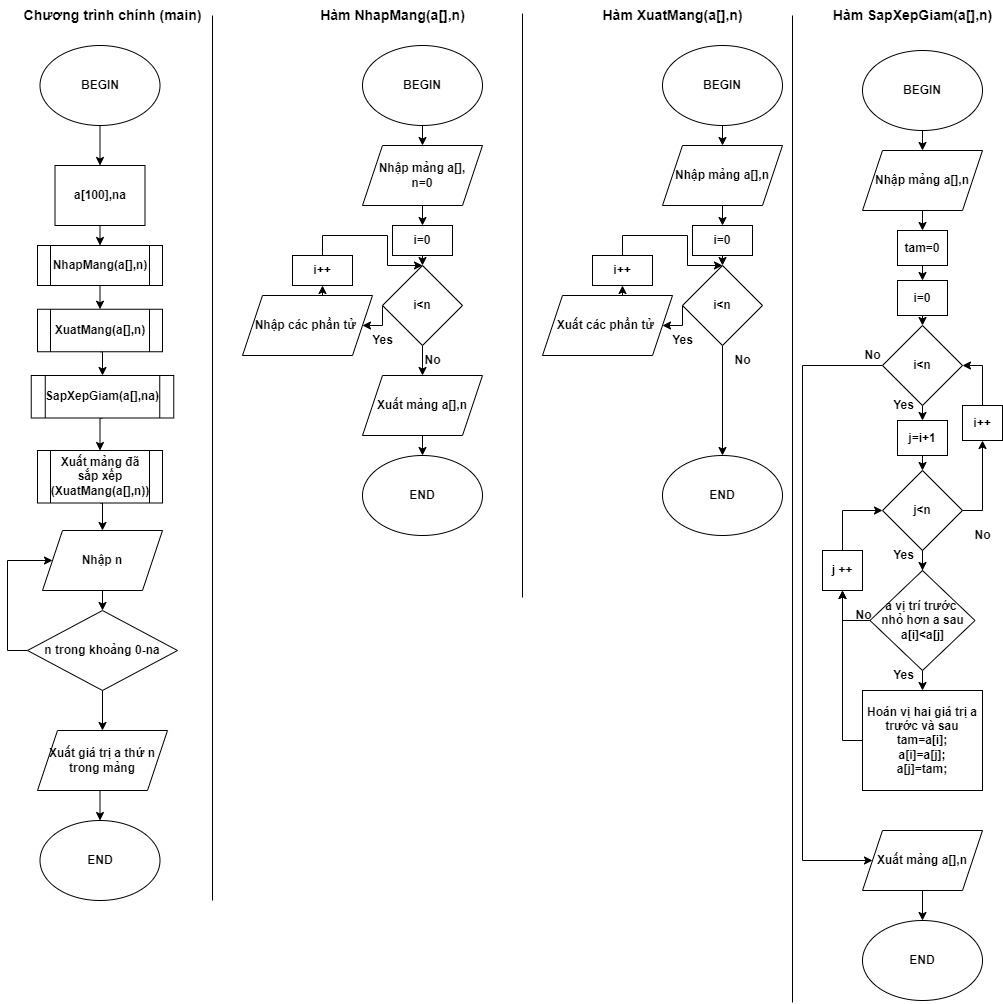 Chương trình chính (main)
BEGIN
a[100],na
NhapMang(a[],n)
XuatMang(a[],n)
SapXepGiam(a[],na)
Xuất mảng đã
sắp xếp
(XuatMang(a[],n))
Nhập n
n trong khoảng 0-na
Xuất giá trị a thứ n
trong mảng
END
Hàm NhapMang(a[],n)
BEGIN
Nhập mảng a[],
n=0
i=0
i++
i<n
Nhập các phần tử
Yes
No
Xuất mảng a[],n
END
Hàm XuatMang(a[],n)
BEGIN
Nhập mảng a[],n
i=0
i++
i<n
Xuất các phần tử
Yes
No
END
Hàm SapXepGiam(a[],n)
BEGIN
Nhập mảng a[],n
tam=0
i=0
No
i<n
Yes
i++
j=i+1
j<n
No
Yes
j ++
No
a vị trí trước
nhỏ hơn a sau
a[i]<a[j]
Yes
Hoán vị hai giá trị a
trước và sau
tam=a[i];
a[i]=a[j];
a[j]=tam;
Xuất mảng a[],n
END